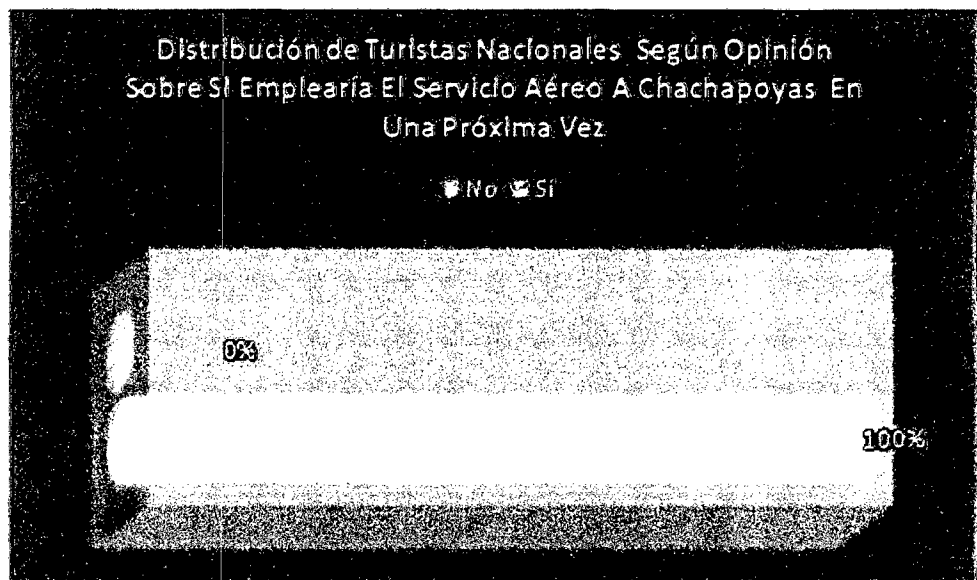 Distribución de Turistas Nacionales Según Opinión
Sobre Si Emplearía El Servicio Aéreo A Chachapoyas En
Una Próxima Vez
No Si
0%
100%